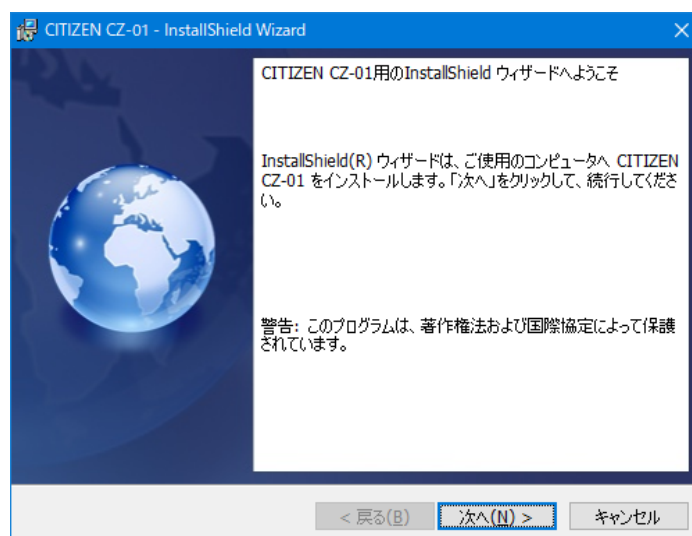 CITIZEN CZ-01 - InstallShield Wizard
CITIZEN CZ-01用のInstallShield ウィザードへようこそ
InstallShield(R) ウィザードは、ご使用のコンピュータへ CITIZEN
CZ-01 をインストールします。「次へ」をクリックして、続行してくださ
い。
警告: このプログラムは、著作権法および国際協定によって保護
されています。
< 戻る(B)
次へ(N) >
キャンセル